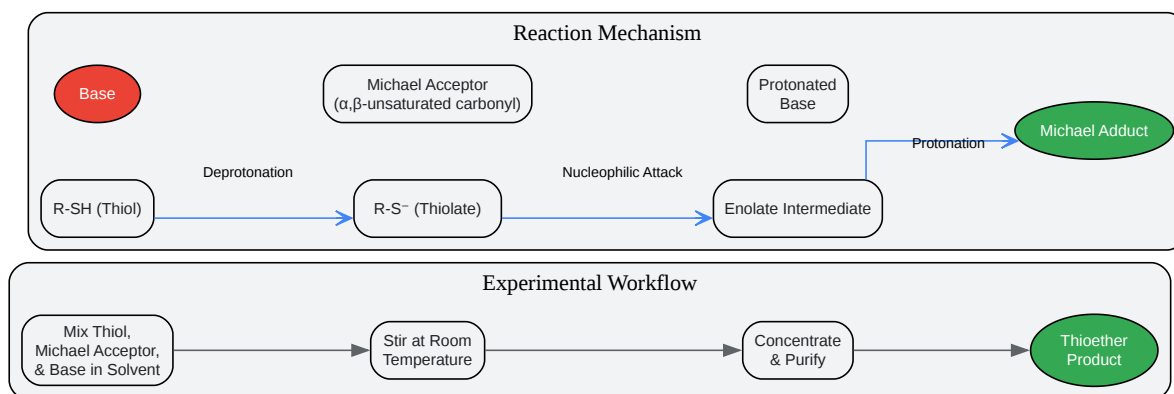 Reaction Mechanism
Base
Michael Acceptor
(α,β-unsaturated carbonyl)
Protonated
Base
Michael Adduct
Protonation
Deprotonation
Nucleophilic Attack
R-SH (Thiol)
R-S⁻ (Thiolate)
Enolate Intermediate
Experimental Workflow
Mix Thiol,
Michael Acceptor,
& Base in Solvent
Stir at Room
Temperature
Concentrate
& Purify
Thioether
Product